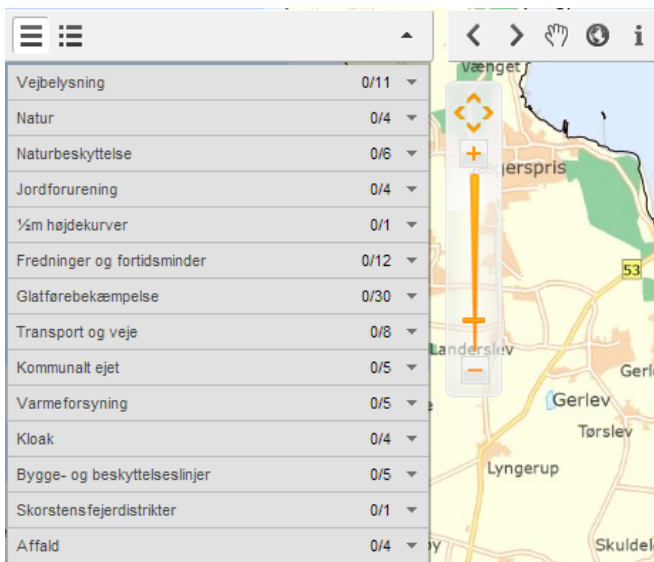 Vejbelysning 0/11
Natur 0/4
Naturbeskyttelse 0/6
Jordforurening 0/4
½m højdekurver 0/1
Fredninger og fortidsminder 0/12
Glatførebekæmpelse 0/30
Transport og veje 0/8
Kommunalt ejet 0/5
Varmeforsyning 0/5
Kloak 0/4
Bygge- og beskyttelseslinjer 0/5
Skorstensfejerdistrikter 0/1
Affald 0/4
Vænget
ægerspris
53
Landerslev
Gerl
Gerlev
Tørslev
Lyngerup
Skuldel